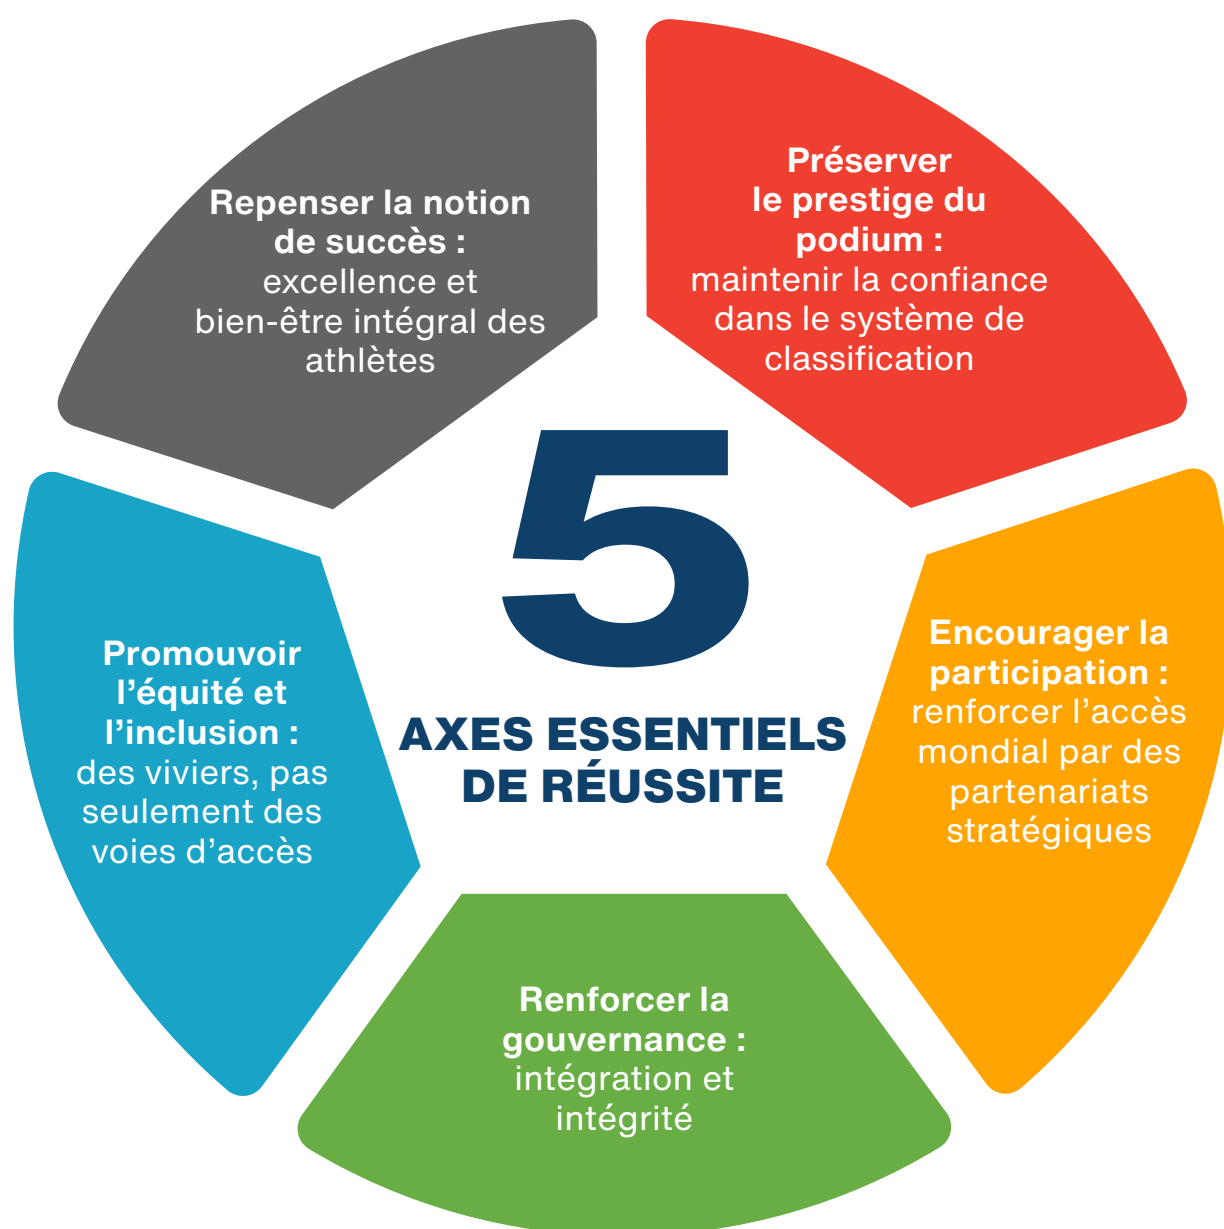 Repenser la notion
de succès :
excellence et
bien-être intégral des
athlètes
Préserver
le prestige du
podium :
maintenir la confiance
dans le système de
classification
5
AXES ESSENTIELS
DE RÉUSSITE
Encourager la
participation :
renforcer l’accès
mondial par des
partenariats
stratégiques
Promouvoir
l’équité et
l’inclusion :
des viviers, pas
seulement des
voies d’accès
Renforcer la
gouvernance :
intégration et
intégrité